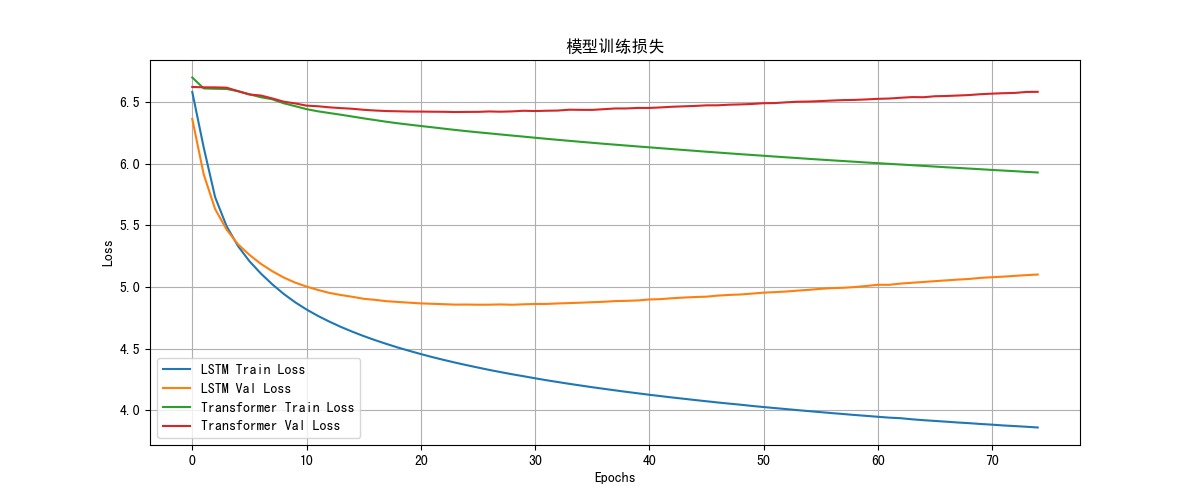 模型训练损失
6.5
6.0
5.5
5.0
4.5
4.0
Loss
LSTM Train Loss
LSTM Val Loss
Transformer Train Loss
Transformer Val Loss
0 10 20 30 40 50 60 70
Epochs